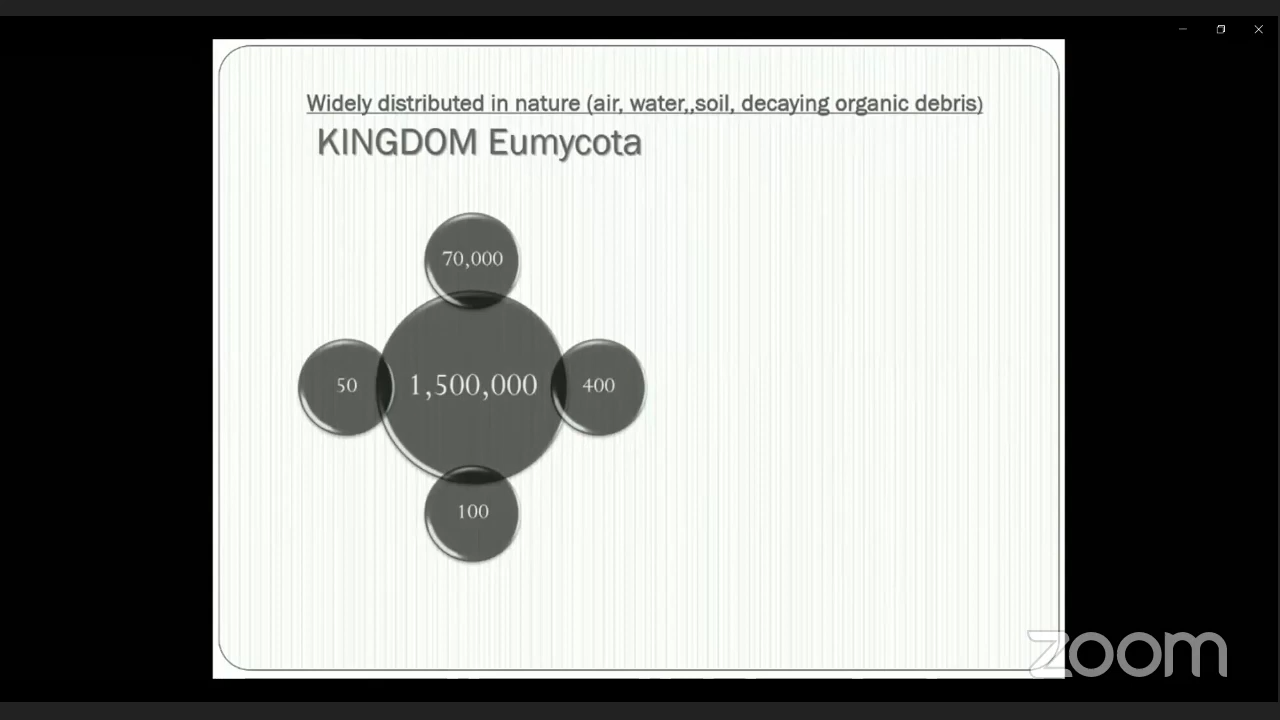 Widely distributed in nature (air, water,,soil, decaying organic debris)
KINGDOM Eumycota
70,000
50
1,500,000
400
100
zoom